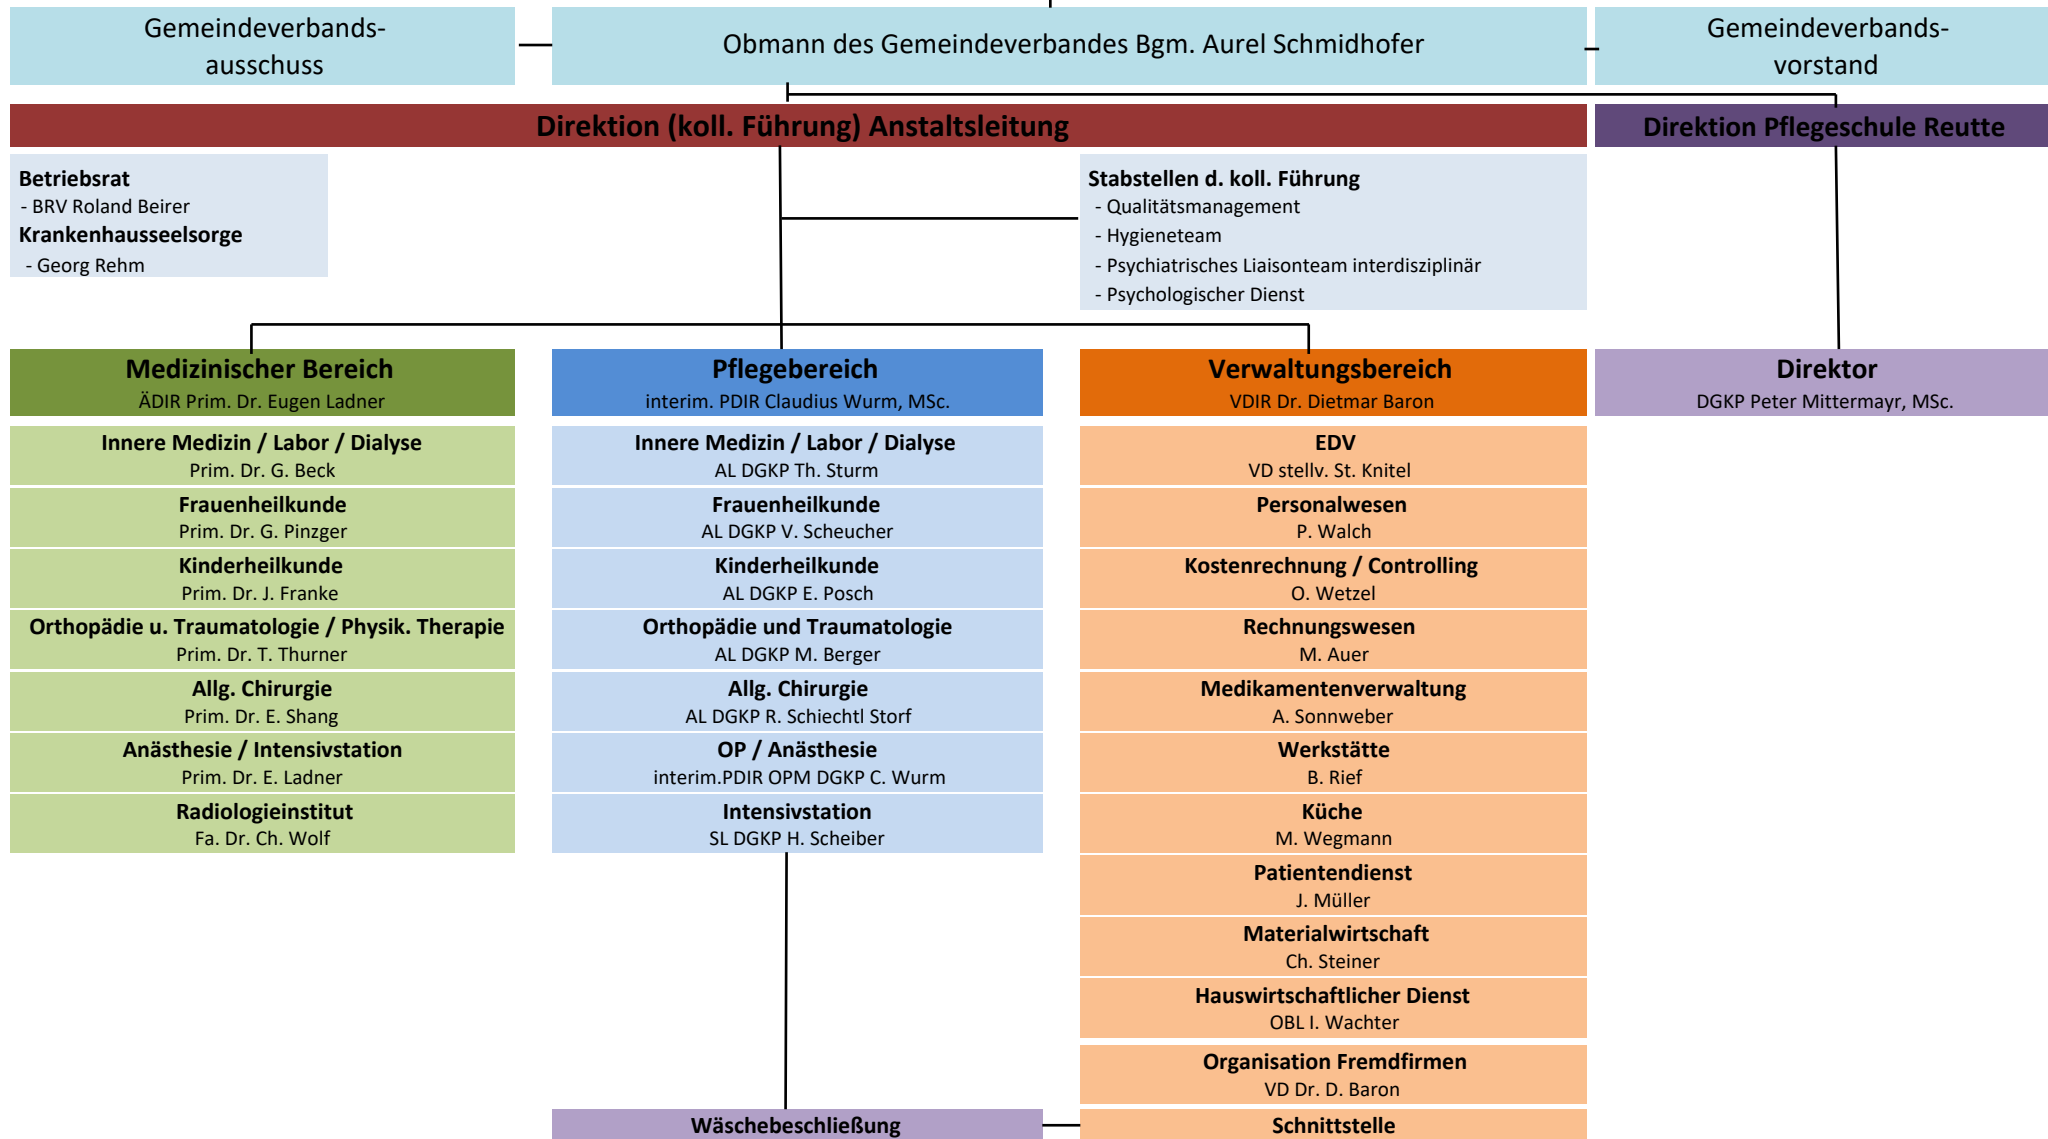 Gemeindeverbands-
ausschuss
Obmann des Gemeindeverbandes Bgm. Aurel Schmidhofer
Gemeindeverbands-
vorstand
Direktion (koll. Führung) Anstaltsleitung
Direktion Pflegeschule Reutte
Betriebsrat
- BRV Roland Beirer
Krankenhausseelsorge
- Georg Rehm
Stabstellen d. koll. Führung
- Qualitätsmanagement
- Hygieneteam
- Psychiatrisches Liaisonteam interdisziplinär
- Psychologischer Dienst
Medizinischer Bereich
ÄDIR Prim. Dr. Eugen Ladner
Innere Medizin / Labor / Dialyse
Prim. Dr. G. Beck
Frauenheilkunde
Prim. Dr. G. Pinzger
Kinderheilkunde
Prim. Dr. J. Franke
Orthopädie u. Traumatologie / Physik. Therapie
Prim. Dr. T. Thurner
Allg. Chirurgie
Prim. Dr. E. Shang
Anästhesie / Intensivstation
Prim. Dr. E. Ladner
Radiologieinstitut
Fa. Dr. Ch. Wolf
Pflegebereich
interim. PDIR Claudius Wurm, MSc.
Innere Medizin / Labor / Dialyse
AL DGKP Th. Sturm
Frauenheilkunde
AL DGKP V. Scheucher
Kinderheilkunde
AL DGKP E. Posch
Orthopädie und Traumatologie
AL DGKP M. Berger
Allg. Chirurgie
AL DGKP R. Schiechtl Storf
OP / Anästhesie
interim.PDIR OPM DGKP C. Wurm
Intensivstation
SL DGKP H. Scheiber
Wäschebeschließung
Verwaltungsbereich
VDIR Dr. Dietmar Baron
EDV
VD stellv. St. Knitel
Personalwesen
P. Walch
Kostenrechnung / Controlling
O. Wetzel
Rechnungswesen
M. Auer
Medikamentenverwaltung
A. Sonnweber
Werkstätte
B. Rief
Küche
M. Wegmann
Patientendienst
J. Müller
Materialwirtschaft
Ch. Steiner
Hauswirtschaftlicher Dienst
OBL I. Wachter
Organisation Fremdfirmen
VD Dr. D. Baron
Schnittstelle
Direktor
DGKP Peter Mittermayr, MSc.